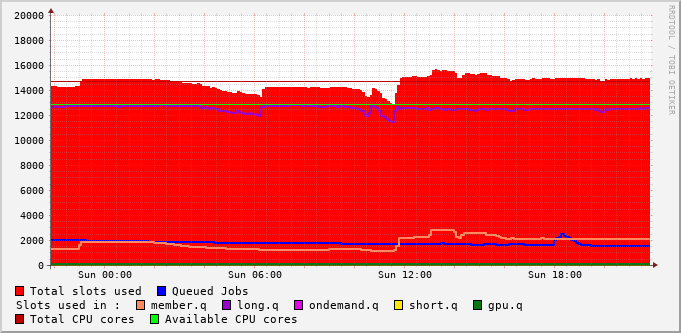 20000
18000
16000
14000
12000
10000
8000
6000
4000
2000
0
Sun 00:00 Sun 06:00 Sun 12:00 Sun 18:00
RRDTOOL / TOBI OETIKER
Total slots used Queued Jobs
Slots used in : member.q long.q ondemand.q short.q gpu.q
Total CPU cores Available CPU cores